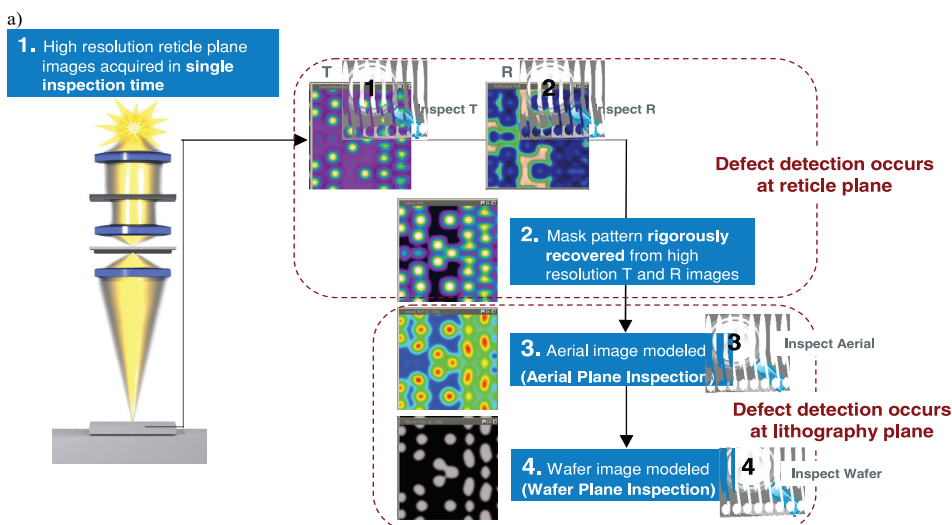 a)
1. High resolution reticle plane
images acquired in single
inspection time
T
R
1
2
Inspect T
Inspect R
Defect detection occurs
at reticle plane
2. Mask pattern rigorously
recovered from high
resolution T and R images
3. Aerial image modeled
(Aerial Plane Inspection)
3
Inspect Aerial
Defect detection occurs
at lithography plane
4. Wafer image modeled
(Wafer Plane Inspection)
4
Inspect Wafer